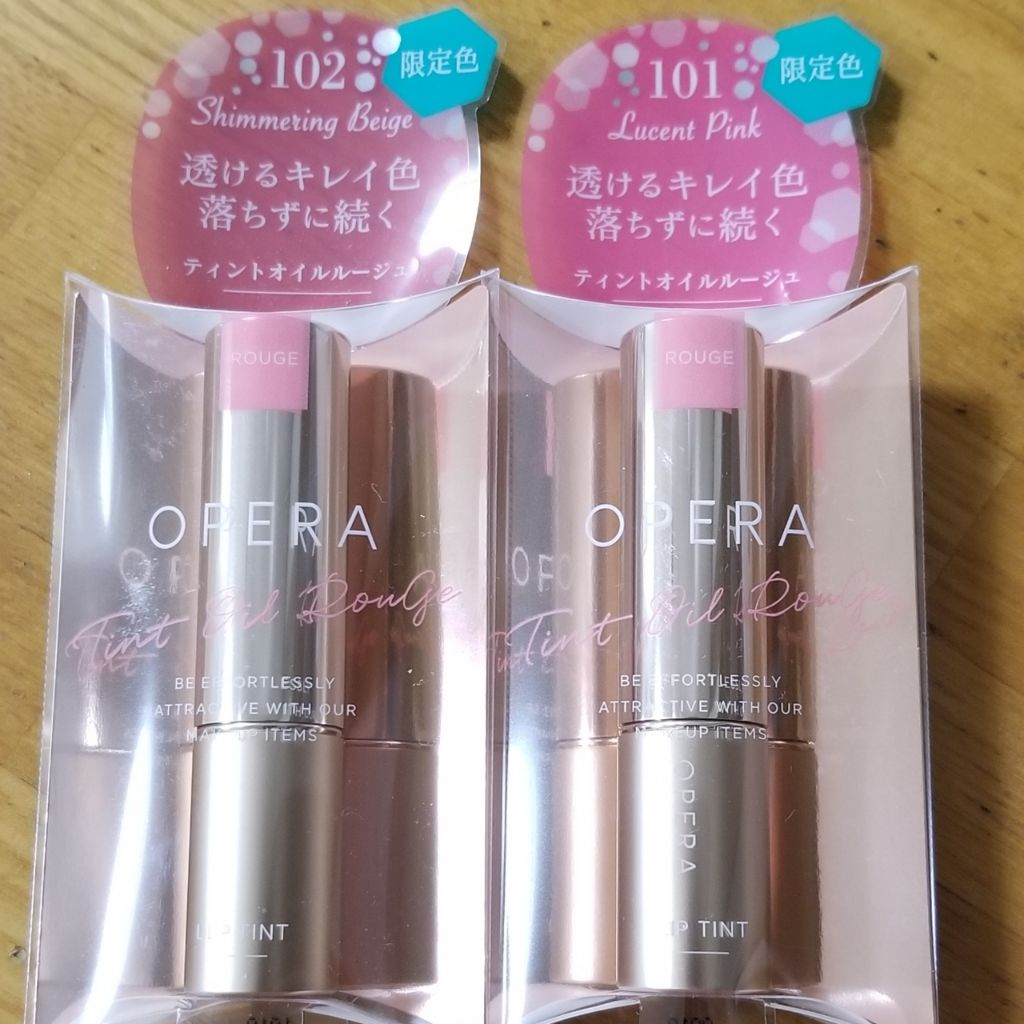 102
限定色
Shimmering Beige
透けるキレイ色
落ちずに続く
ティントオイルルージュ
ROUGE
OPERA
Tint Oil Rouge
BE EFFORTLESSLY
ATTRACTIVE WITH OUR
MAKEUP ITEMS
LIP TINT
101
限定色
Lucent Pink
透けるキレイ色
落ちずに続く
ティントオイルルージュ
ROUGE
OPERA
Tint Oil Rouge
BE EFFORTLESSLY
ATTRACTIVE WITH OUR
MAKEUP ITEMS
OPERA
LIP TINT